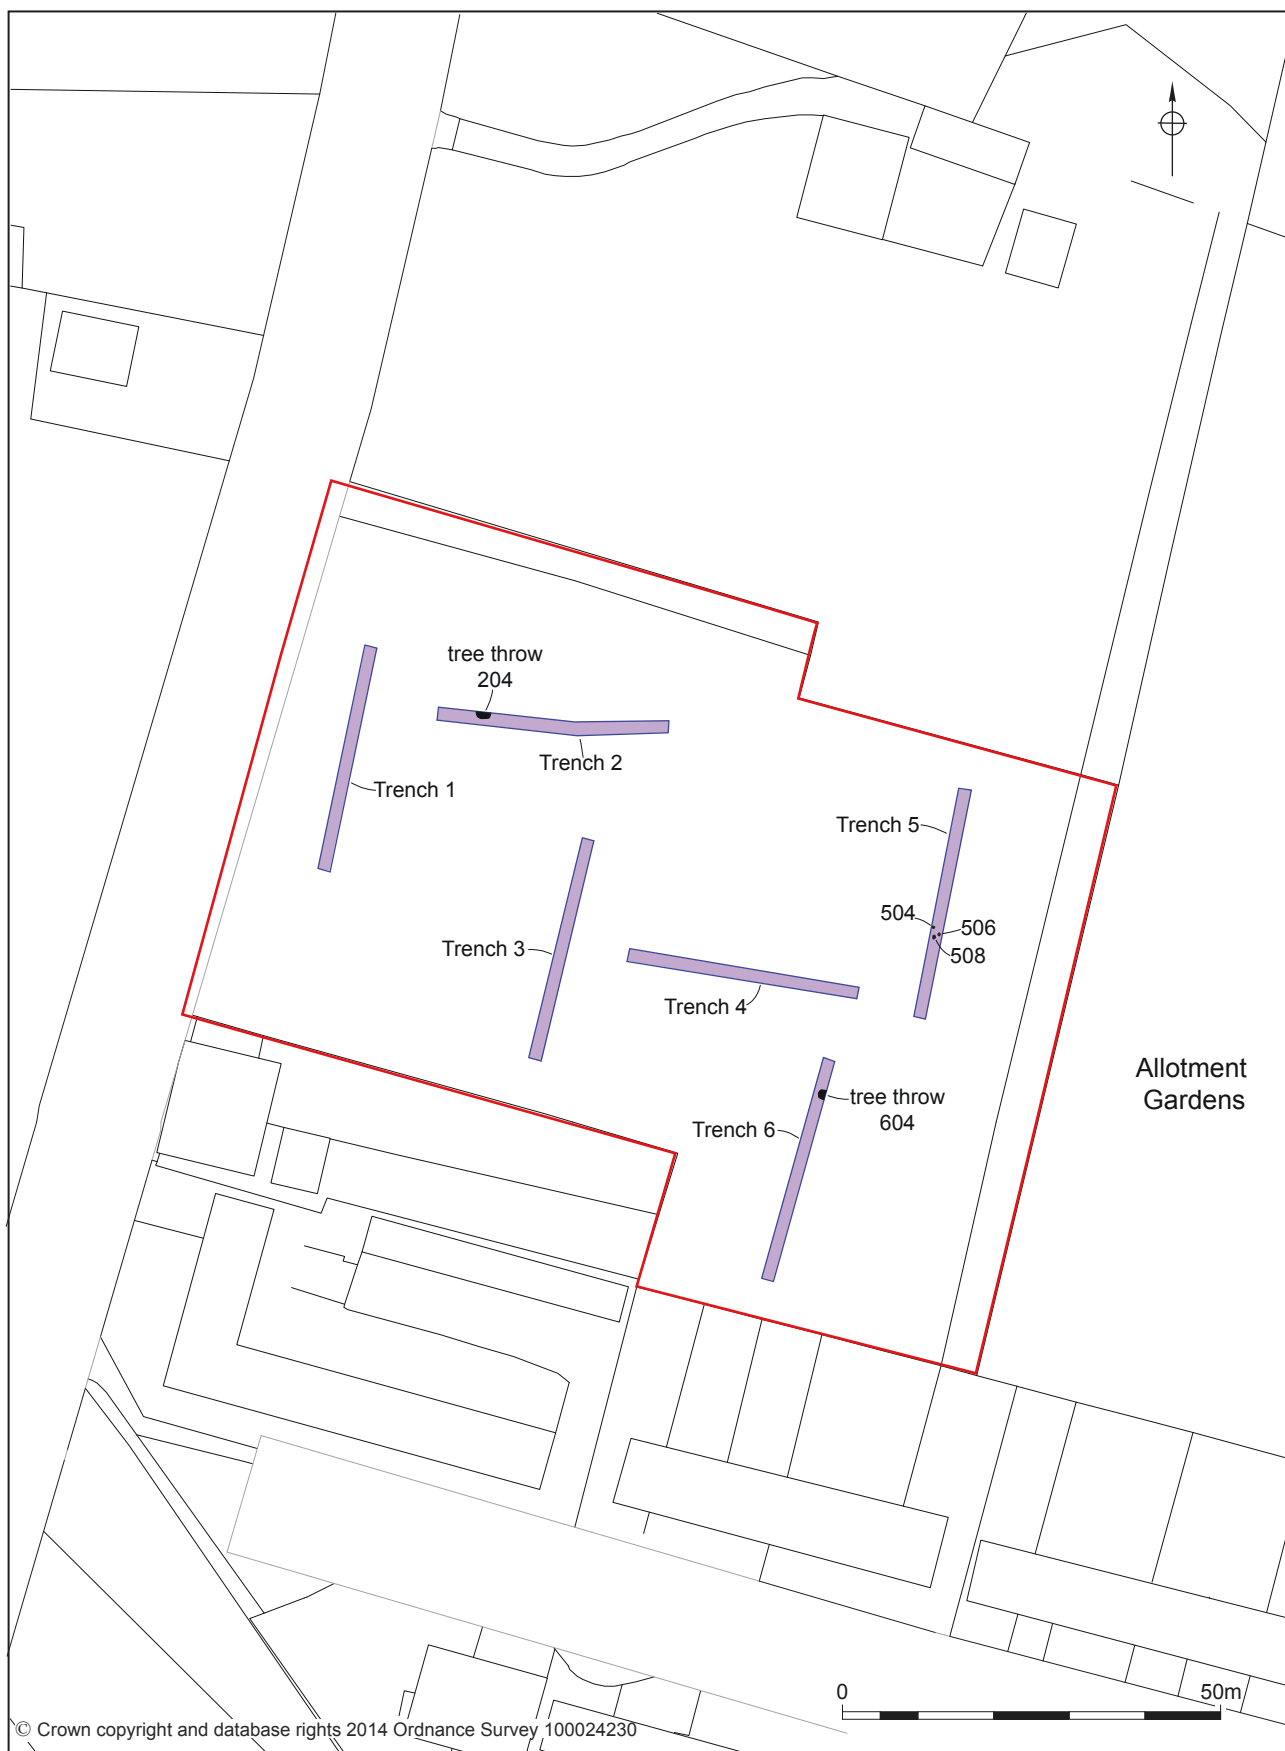 tree throw
204
Trench 2
Trench 1
Trench 5
504
506
508
Trench 3
Trench 4
Allotment
Gardens
tree throw
604
Trench 6
0
50m
© Crown copyright and database rights 2014 Ordnance Survey 100024230